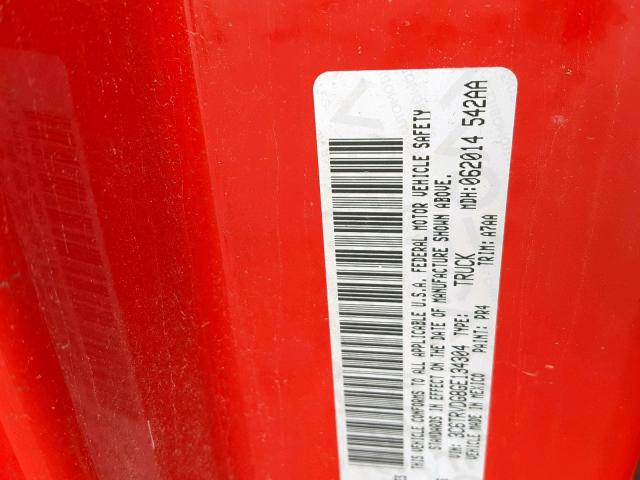 THIS VEHICLE CONFORMS TO ALL APPLICABLE U.S.A. FEDERAL MOTOR VEHICLE SAFETY
STANDARDS IN EFFECT ON THE DATE OF MANUFACTURE SHOWN ABOVE.
VIN: 3C6TRVDG8GE134304 TYPE: TRUCK MDH:062014 542AA
VEHICLE MADE IN MEXICO PAINT: PR4 TRIM: A7AA